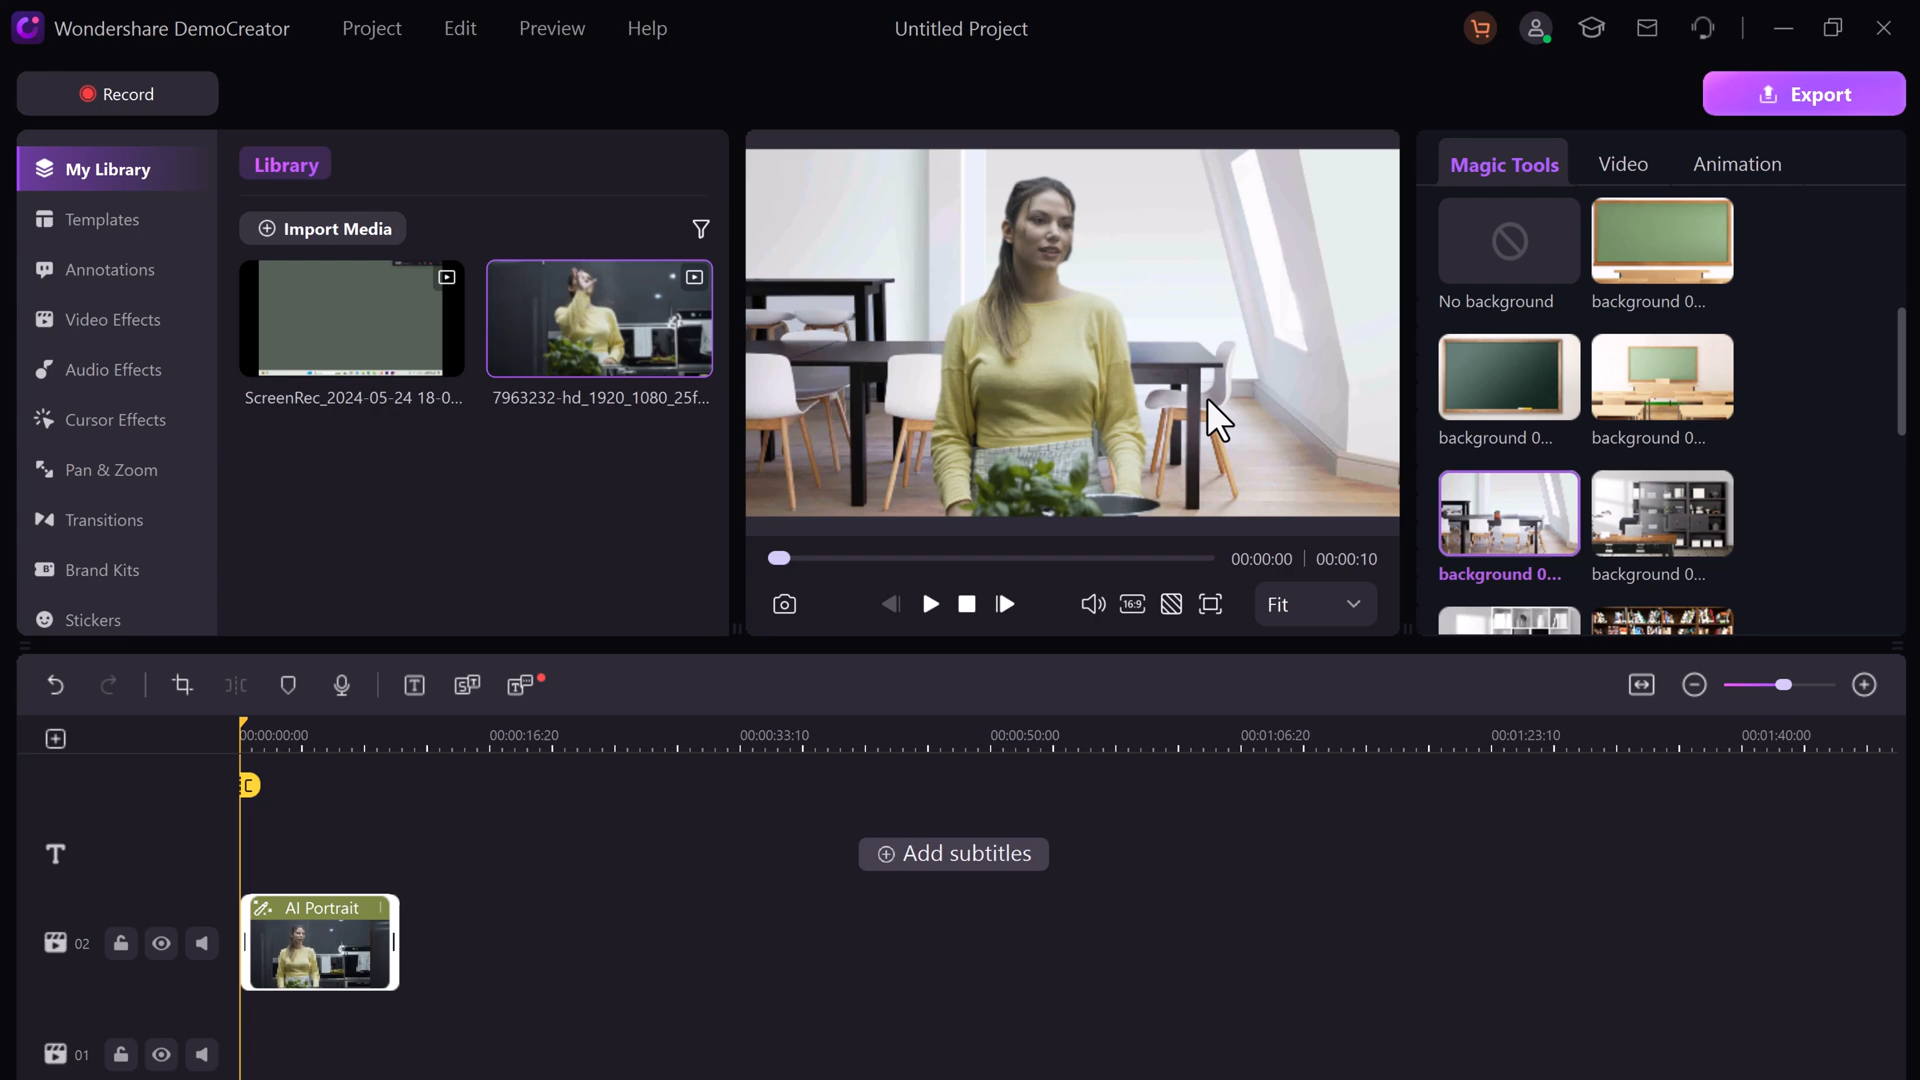 Wondershare DemoCreator
Project
Edit
Preview
Help
Untitled Project
Record
Export
My Library
Templates
Annotations
Video Effects
Audio Effects
Cursor Effects
Pan & Zoom
Transitions
Brand Kits
Stickers
Library
Import Media
ScreenRec_2024-05-24 18-0...
7963232-hd_1920_1080_25f...
00:00:00 | 00:00:10
16:9
Fit
Magic Tools
Video
Animation
No background
background 0...
background 0...
background 0...
background 0...
background 0...
00:00:00:00
00:00:16:20
00:00:33:10
00:00:50:00
00:01:06:20
00:01:23:10
00:01:40:00
Add subtitles
AI Portrait
02
01